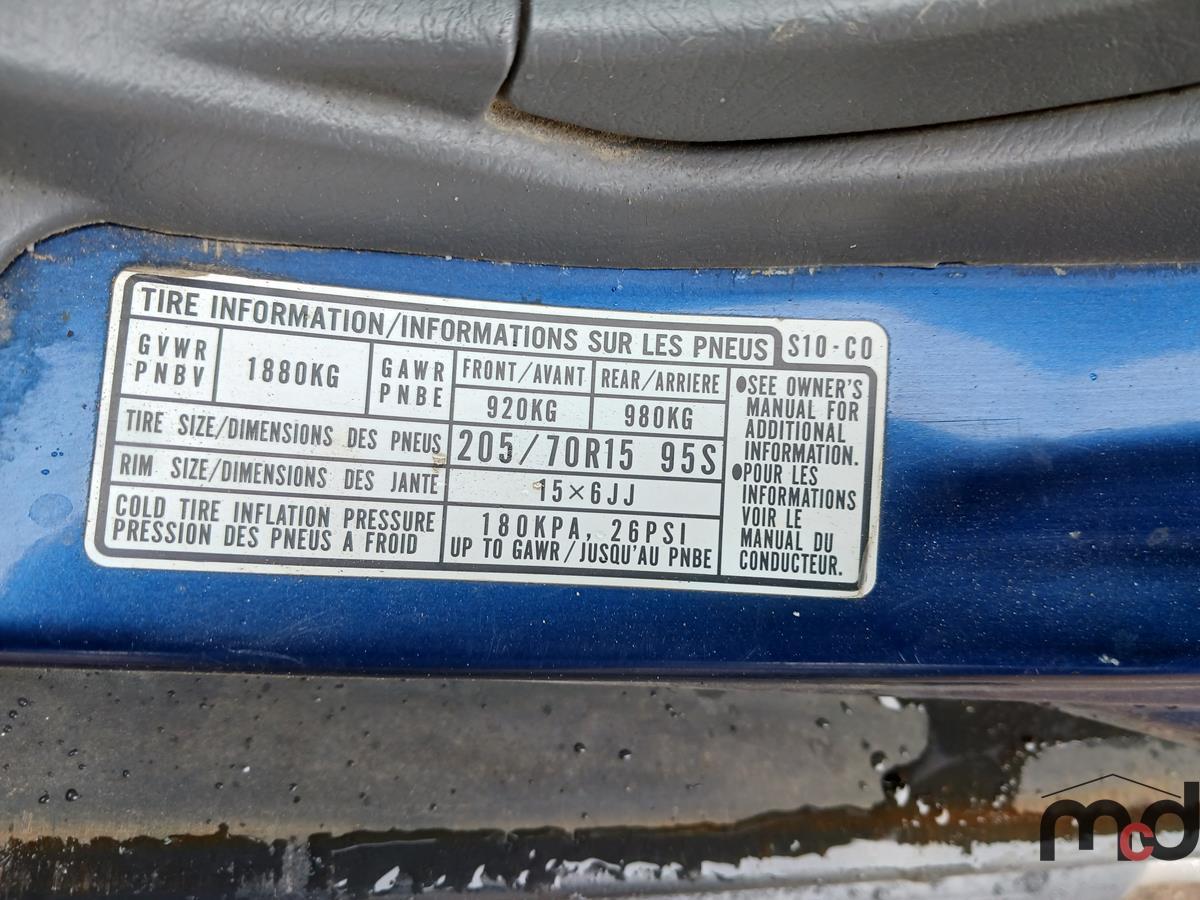 TIRE INFORMATION/INFORMATIONS SUR LES PNEUS
S10-C0
GVWR
PNBV
1880KG
GAWR
PNBE
FRONT/AVANT
REAR/ARRIERE
920KG
980KG
TIRE SIZE/DIMENSIONS DES PNEUS
205/70R15 95S
RIM SIZE/DIMENSIONS DES JANTE
15×6JJ
COLD TIRE INFLATION PRESSURE
PRESSION DES PNEUS A FROID
180KPA, 26PSI
UP TO GAWR/JUSQU'AU PNBE
●SEE OWNER'S
MANUAL FOR
ADDITIONAL
INFORMATION.
●POUR LES
INFORMATIONS
VOIR LE
MANUAL DU
CONDUCTEUR.
mcd